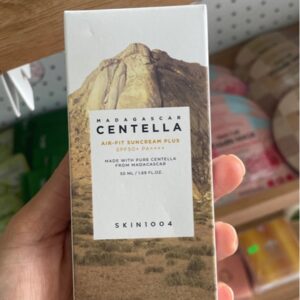 MADAGASCAR
CENTELLA
AIR-FIT SUNCREAM PLUS
SPF50+ PA++++
MADE WITH PURE CENTELLA
FROM MADAGASCAR
50 ML / 1.69 FL.OZ.
SKIN1004